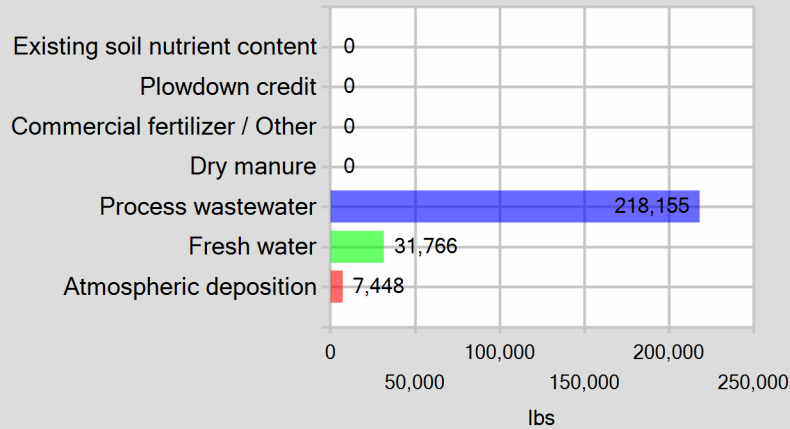 Existing soil nutrient content 0
Plowdown credit 0
Commercial fertilizer / Other 0
Dry manure 0
Process wastewater 218,155
Fresh water 31,766
Atmospheric deposition 7,448
0 100,000 200,000
50,000 150,000 250,000
lbs